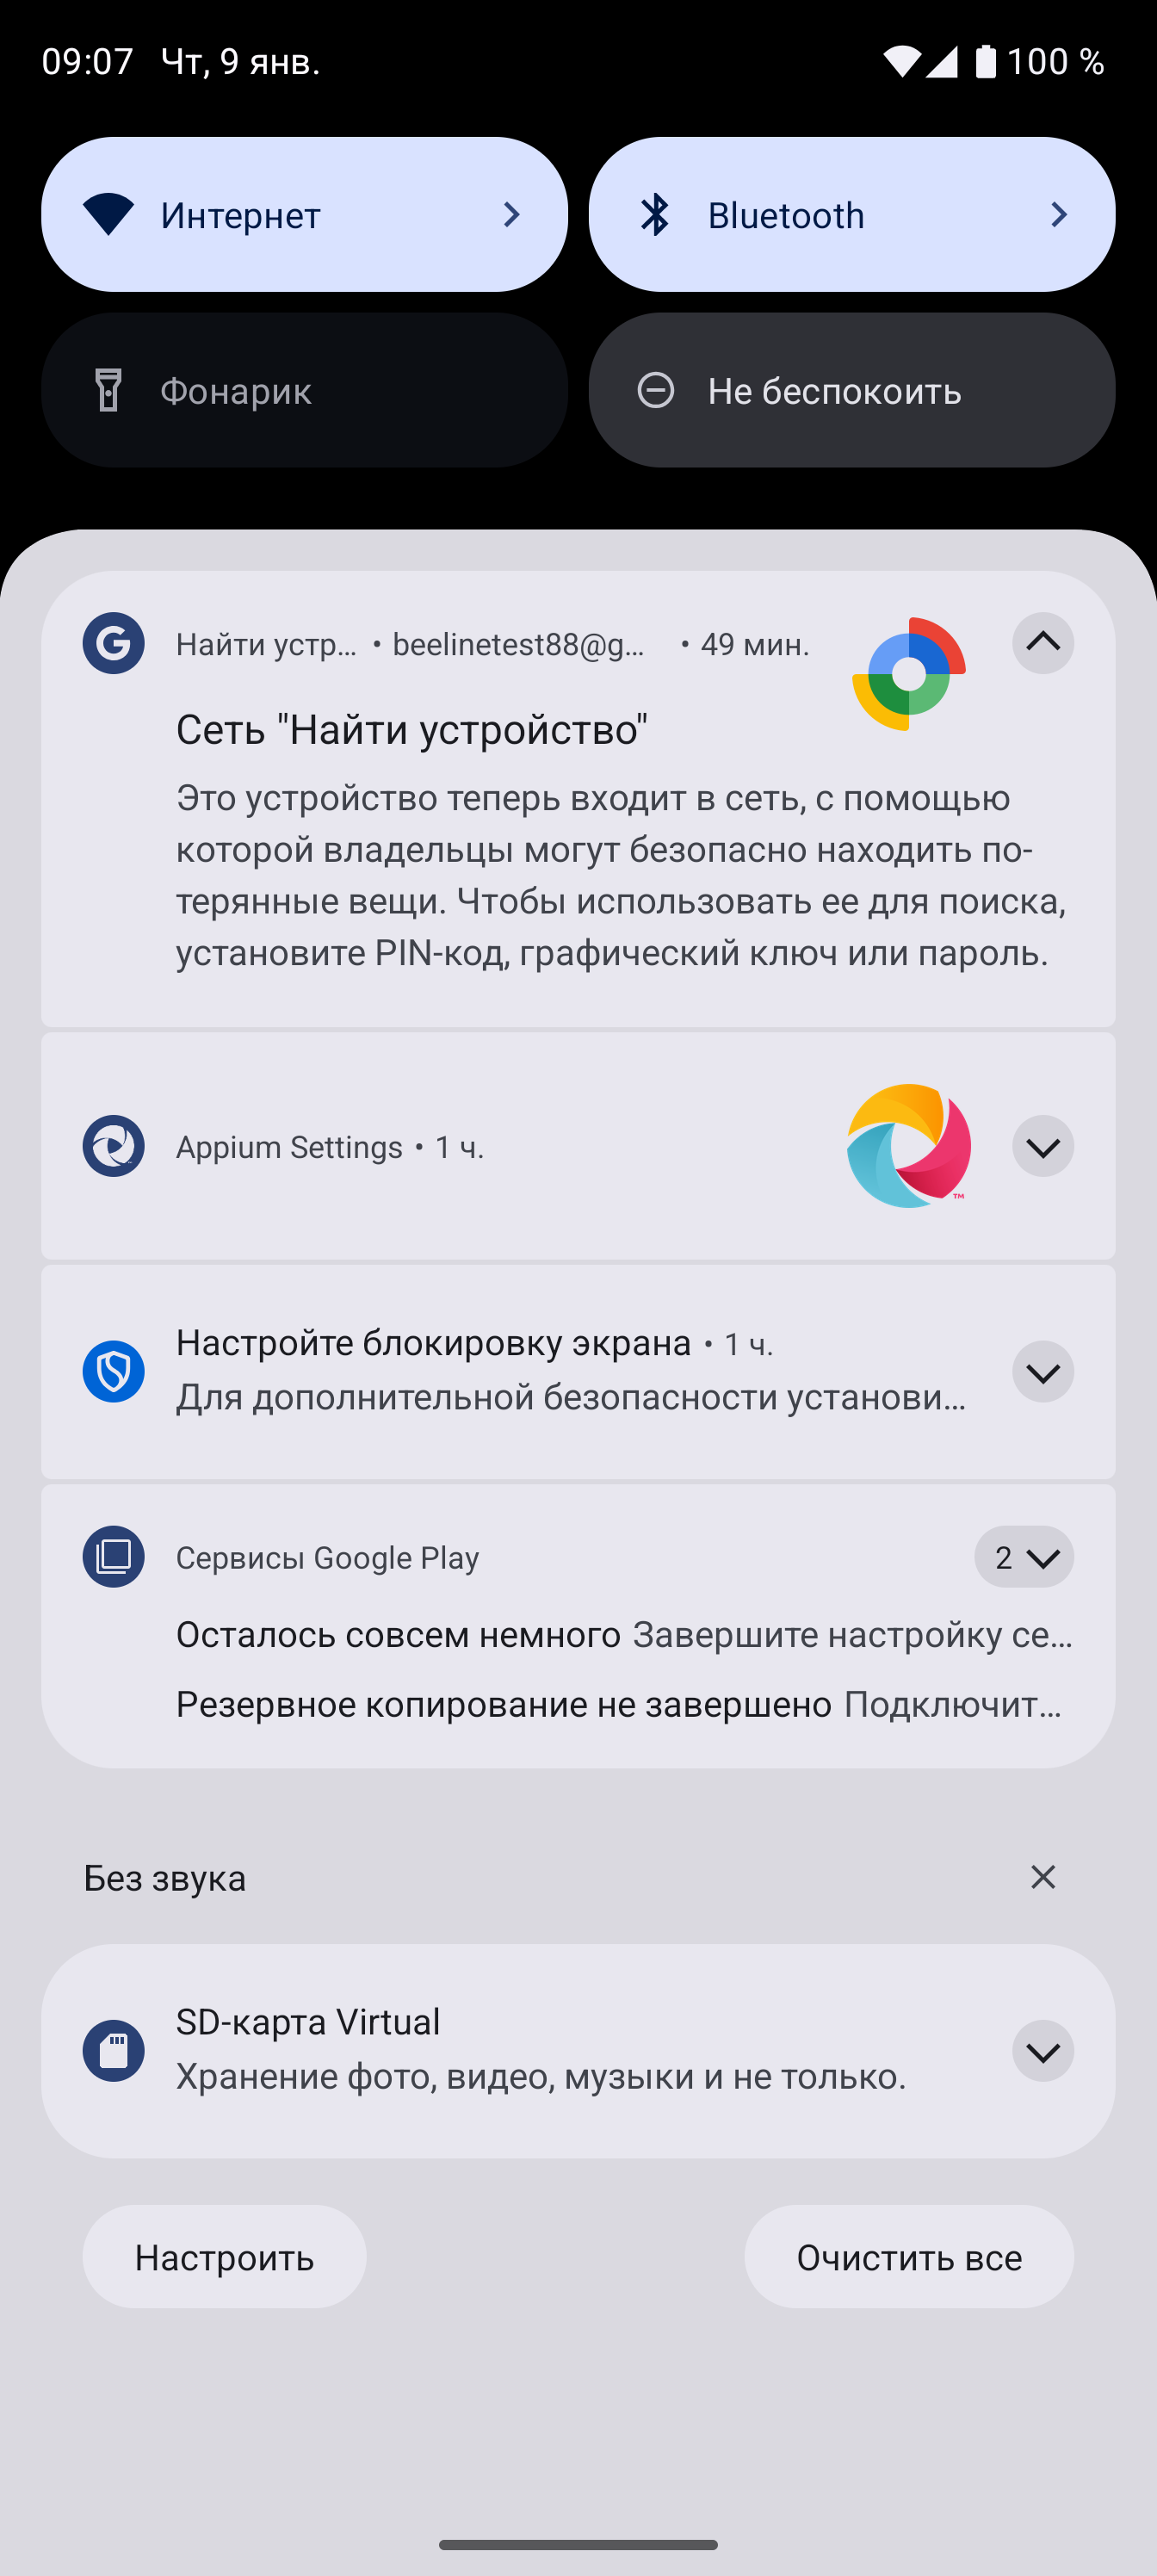 09:07 Чт, 9 янв. 100 %
Интернет
Bluetooth
Фонарик
Не беспокоить
Найти устр... • beelinetest88@g... • 49 мин.
Сеть "Найти устройство"
Это устройство теперь входит в сеть, с помощью
которой владельцы могут безопасно находить по-
терянные вещи. Чтобы использовать ее для поиска,
установите PIN-код, графический ключ или пароль.
Appium Settings • 1 ч.
TM
Настройте блокировку экрана • 1 ч.
Для дополнительной безопасности установи...
Сервисы Google Play
2
Осталось совсем немного Завершите настройку се...
Резервное копирование не завершено Подключит...
Без звука
SD-карта Virtual
Хранение фото, видео, музыки и не только.
Настроить
Очистить все